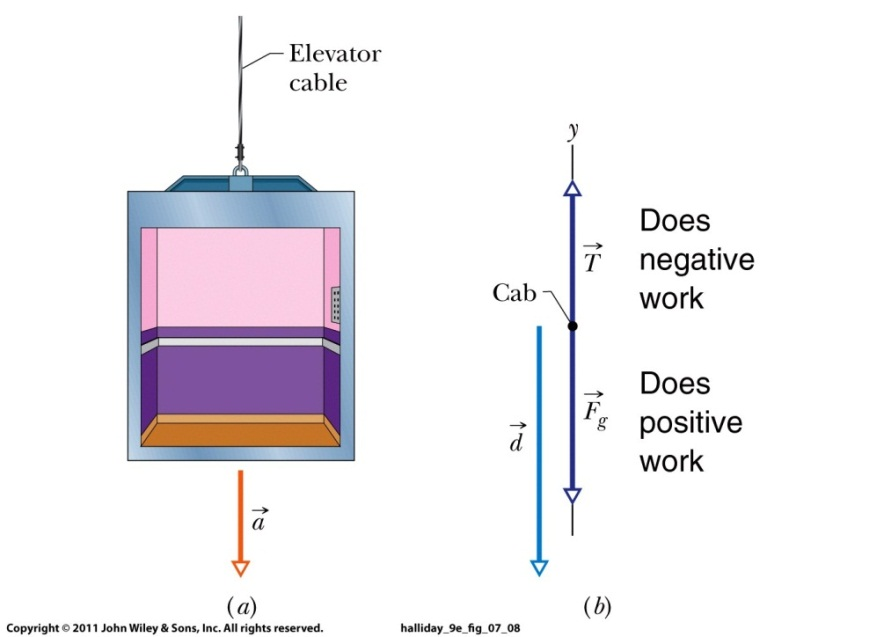 Elevator
cable
a
(a)
y
T
Does
negative
work
Cab
F_g
Does
positive
work
d
(b)
Copyright © 2011 John Wiley & Sons, Inc. All rights reserved.
halliday_9e_fig_07_08